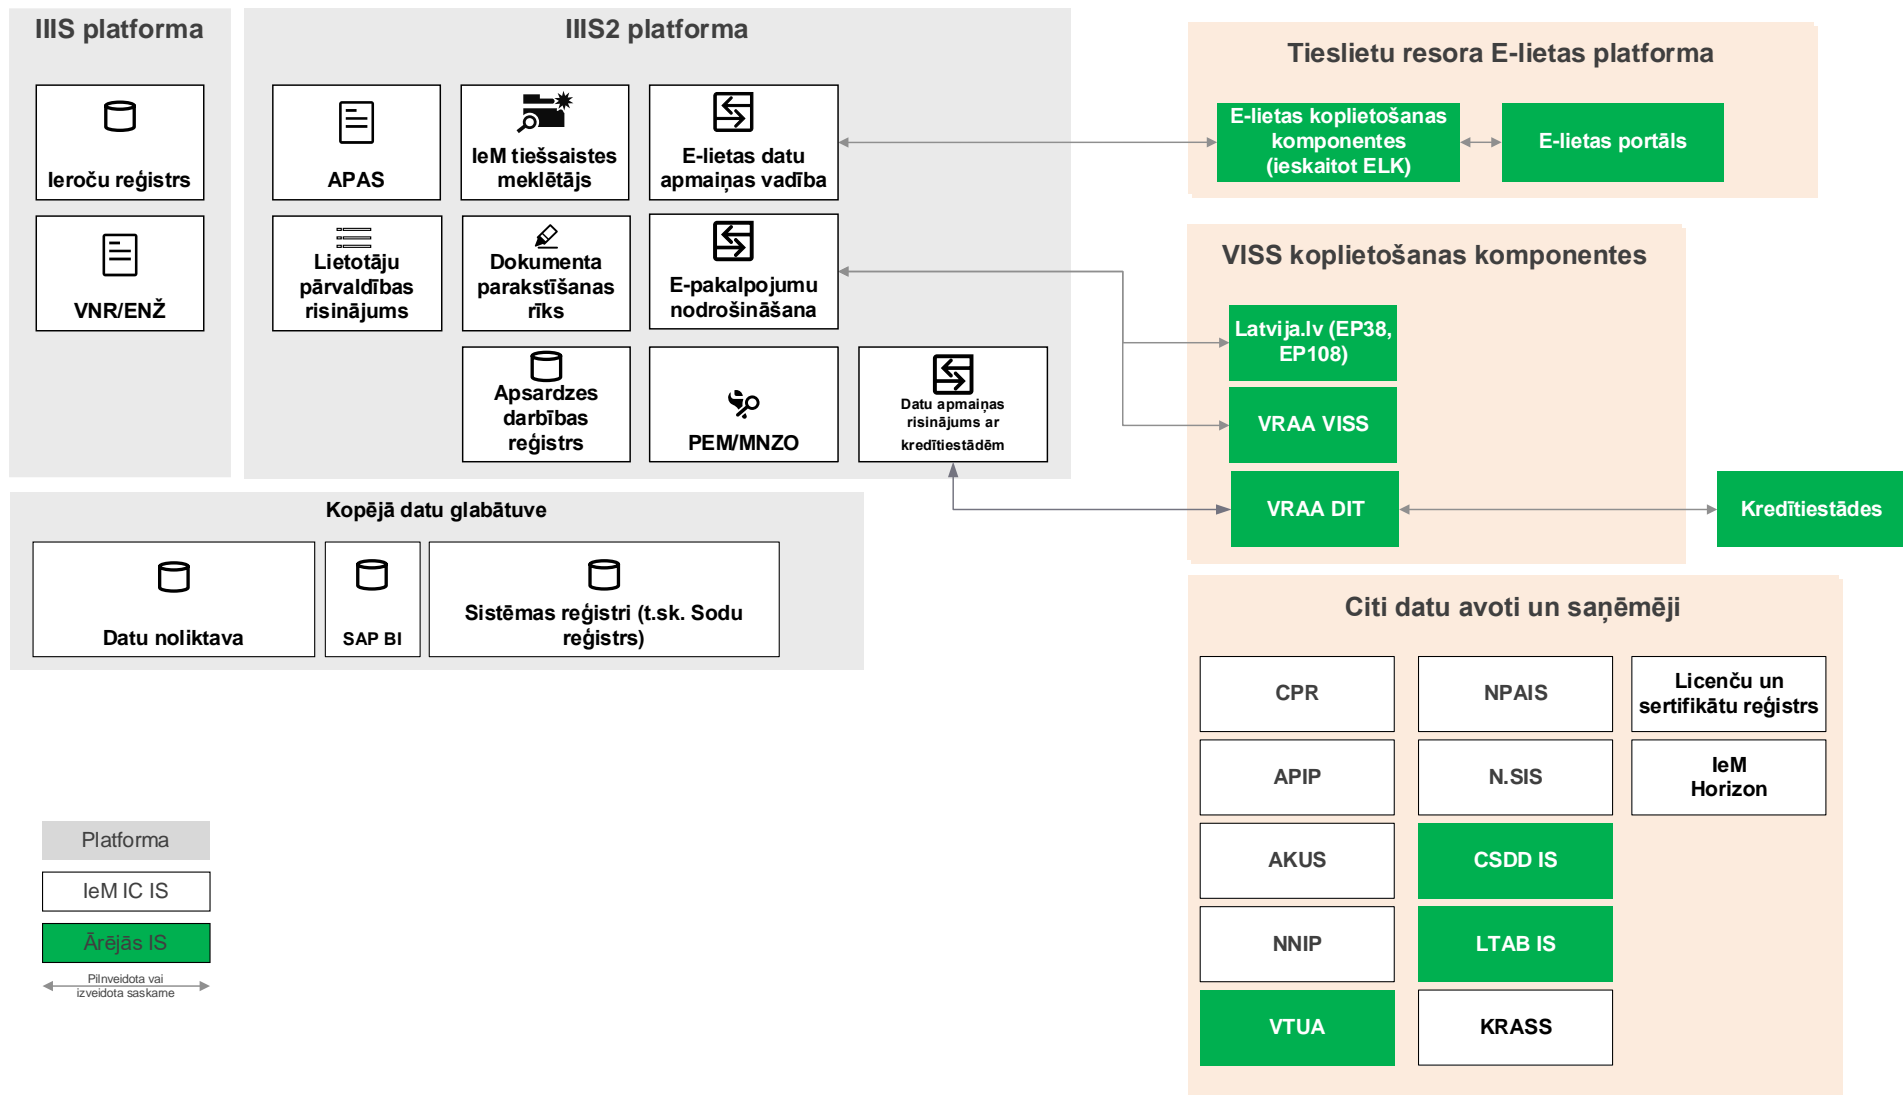 IIIS platforma
Ieroču reģistrs
VNR/ENŽ
IIIS2 platforma
APAS
IeM tiešsaistes
meklētājs
E-lietas datu
apmaiņas vadība
Lietotāju
pārvaldības
risinājums
Dokumenta
parakstīšanas
rīks
E-pakalpojumu
nodrošināšana
Apsardzes
darbības
reģistrs
PEM/MNZO
Datu apmaiņas
risinājums ar
kredītiestādēm
Kopējā datu glabātuve
Datu noliktava
SAP BI
Sistēmas reģistri (t.sk. Sodu
reģistrs)
Platforma
IeM IC IS
Ārējās IS
Pilnveidota vai
izveidota saskarne
Tieslietu resora E-lietas platforma
E-lietas koplietošanas
komponentes
(ieskaitot ELK)
E-lietas portāls
VISS koplietošanas komponentes
Latvija.lv (EP38,
EP108)
VRAA VISS
VRAA DIT
Kredītiestādes
Citi datu avoti un saņēmēji
CPR
NPAIS
Licenču un
sertifikātu reģistrs
APIP
N.SIS
IeM
Horizon
AKUS
CSDD IS
NNIP
LTAB IS
VTUA
KRASS